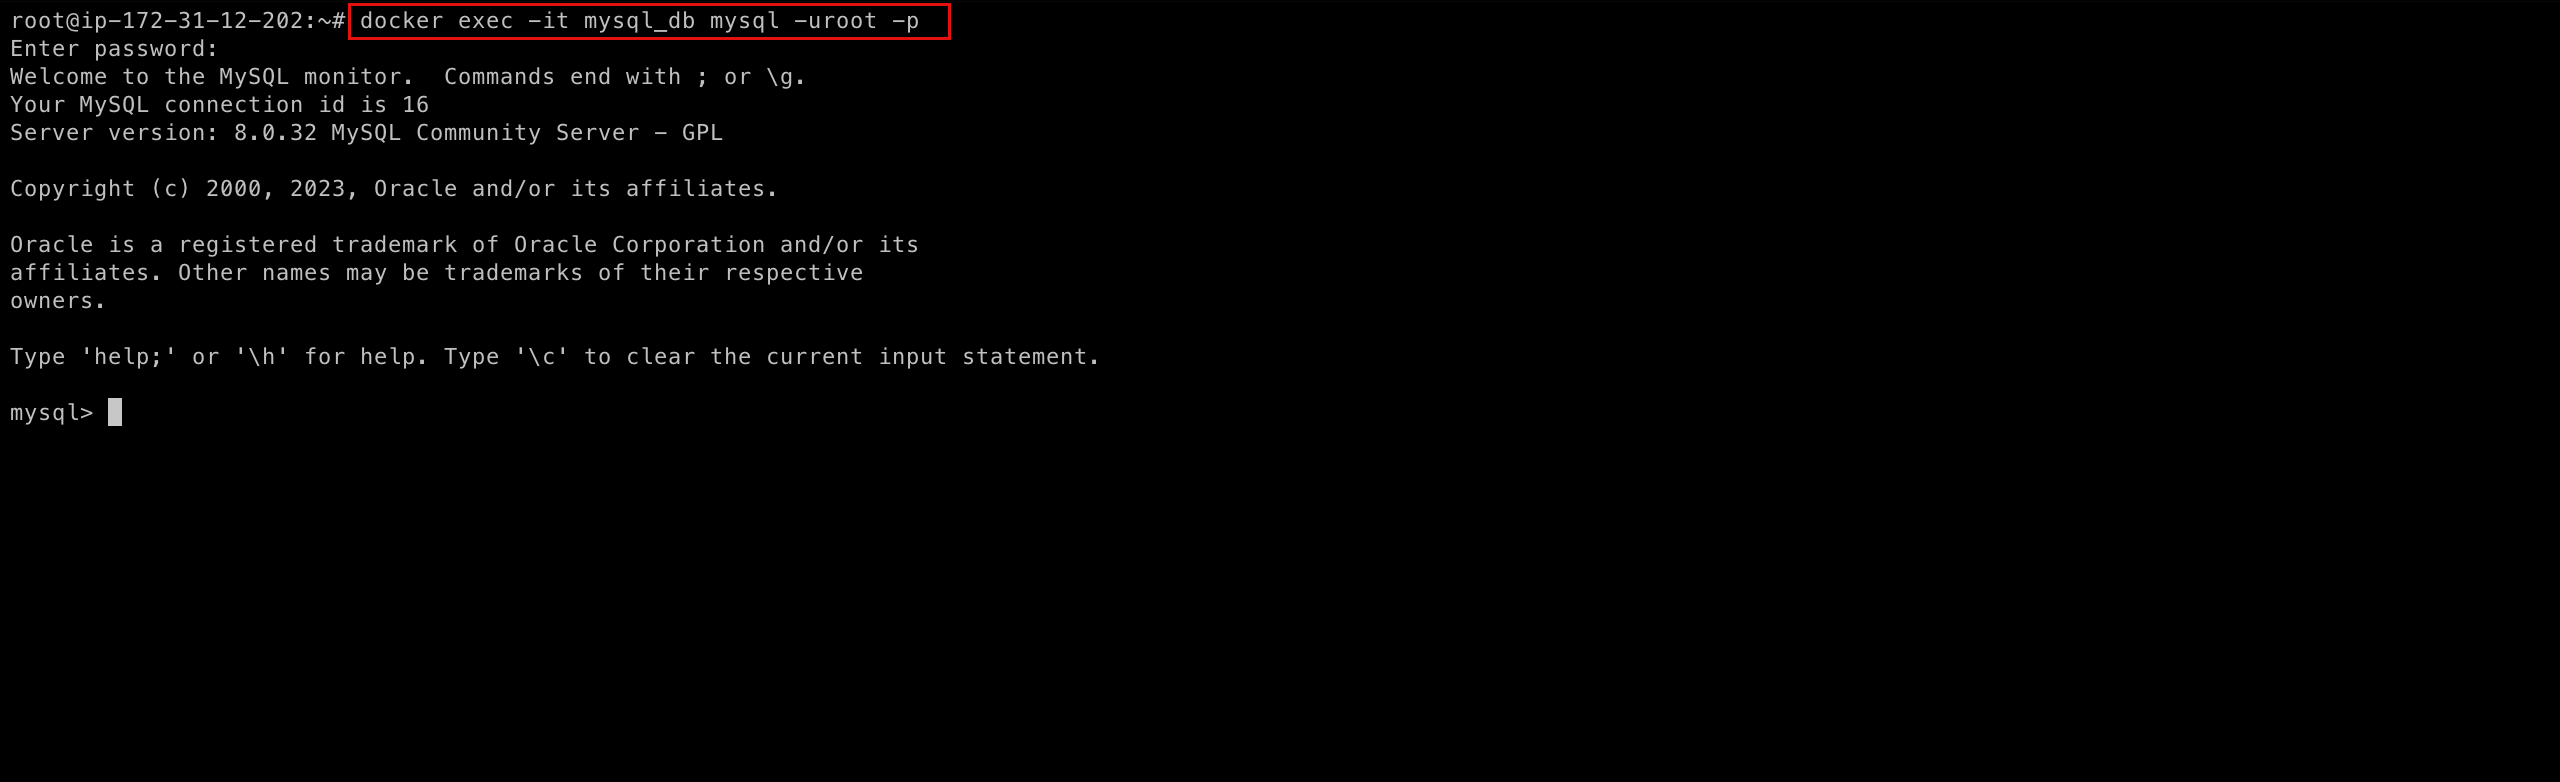 root@ip-172-31-12-202:~# docker exec -it mysql_db mysql -uroot -p
Enter password:
Welcome to the MySQL monitor.  Commands end with ; or \g.
Your MySQL connection id is 16
Server version: 8.0.32 MySQL Community Server - GPL
Copyright (c) 2000, 2023, Oracle and/or its affiliates.
Oracle is a registered trademark of Oracle Corporation and/or its
affiliates. Other names may be trademarks of their respective
owners.
Type 'help;' or '\h' for help. Type '\c' to clear the current input statement.
mysql>